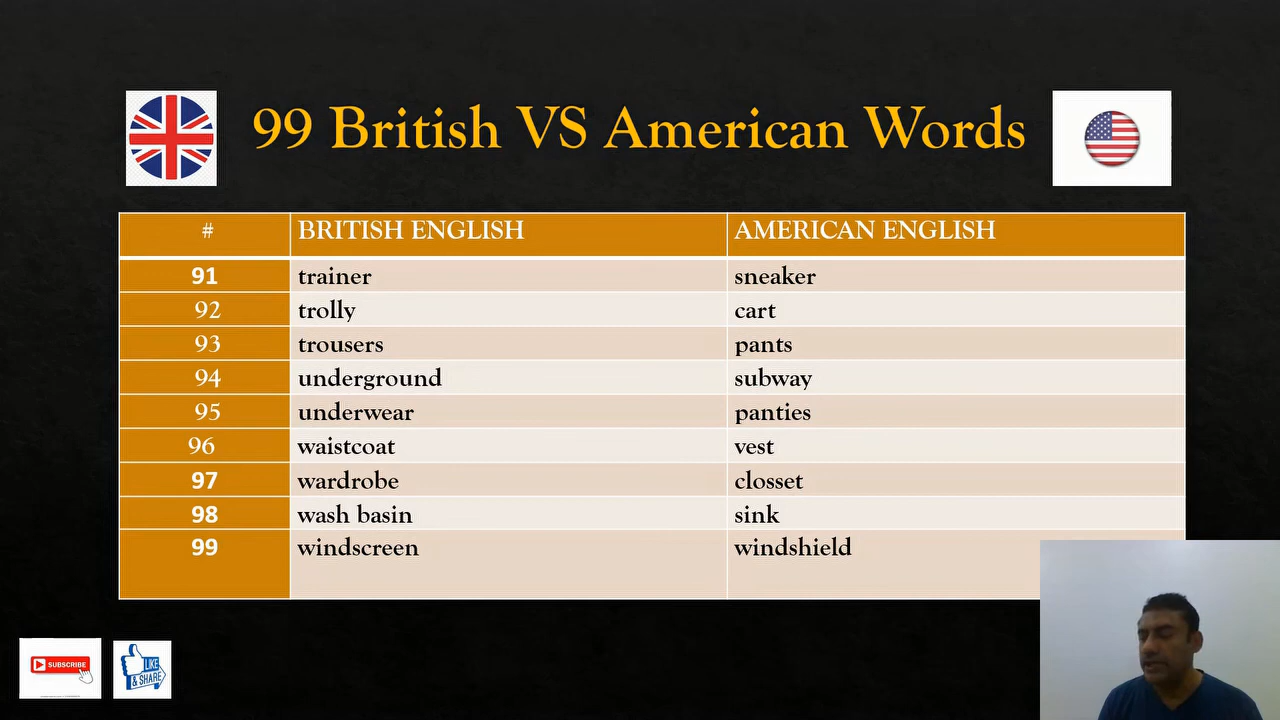 99 British VS American Words
# BRITISH ENGLISH AMERICAN ENGLISH
91 trainer sneaker
92 trolly cart
93 trousers pants
94 underground subway
95 underwear panties
96 waistcoat vest
97 wardrobe closset
98 wash basin sink
99 windscreen windshield
SUBSCRIBE
LIKE
& SHARE